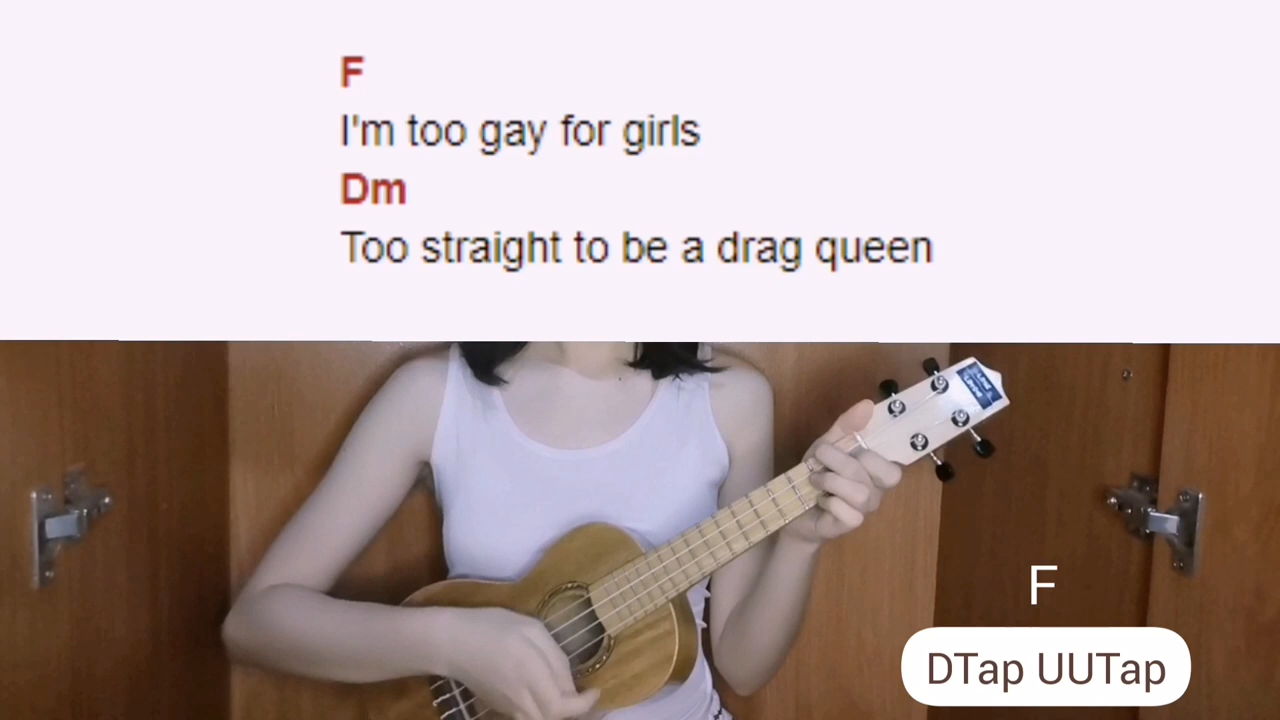 F
I'm too gay for girls
Dm
Too straight to be a drag queen
F
DTap UUTap